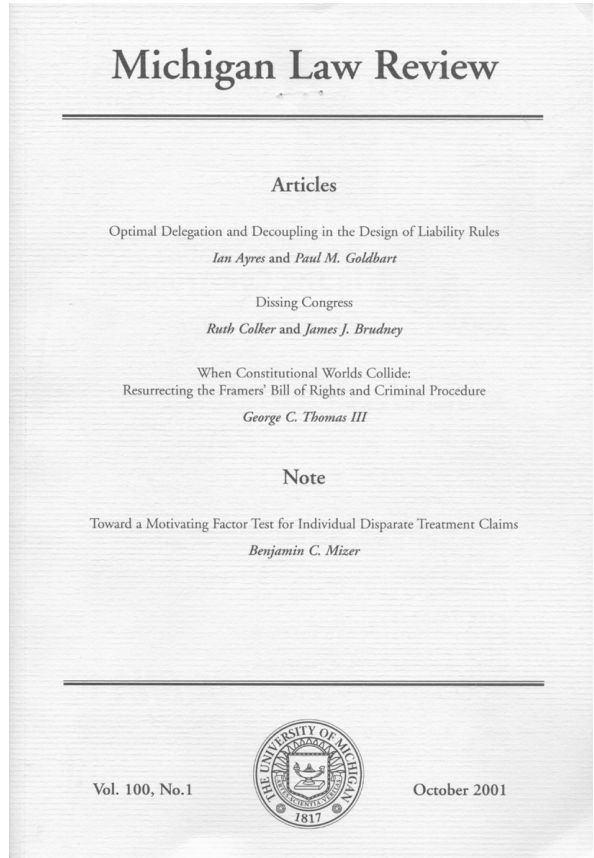 Michigan Law Review
Articles
Optimal Delegation and Decoupling in the Design of Liability Rules
Ian Ayres and Paul M. Goldbart
Dissing Congress
Ruth Colker and James J. Brudney
When Constitutional Worlds Collide:
Resurrecting the Framers' Bill of Rights and Criminal Procedure
George C. Thomas III
Note
Toward a Motivating Factor Test for Individual Disparate Treatment Claims
Benjamin C. Mizer
Vol. 100, No.1
THE UNIVERSITY OF MICHIGAN
ARTES SCIENTIA VERITAS
1817
October 2001